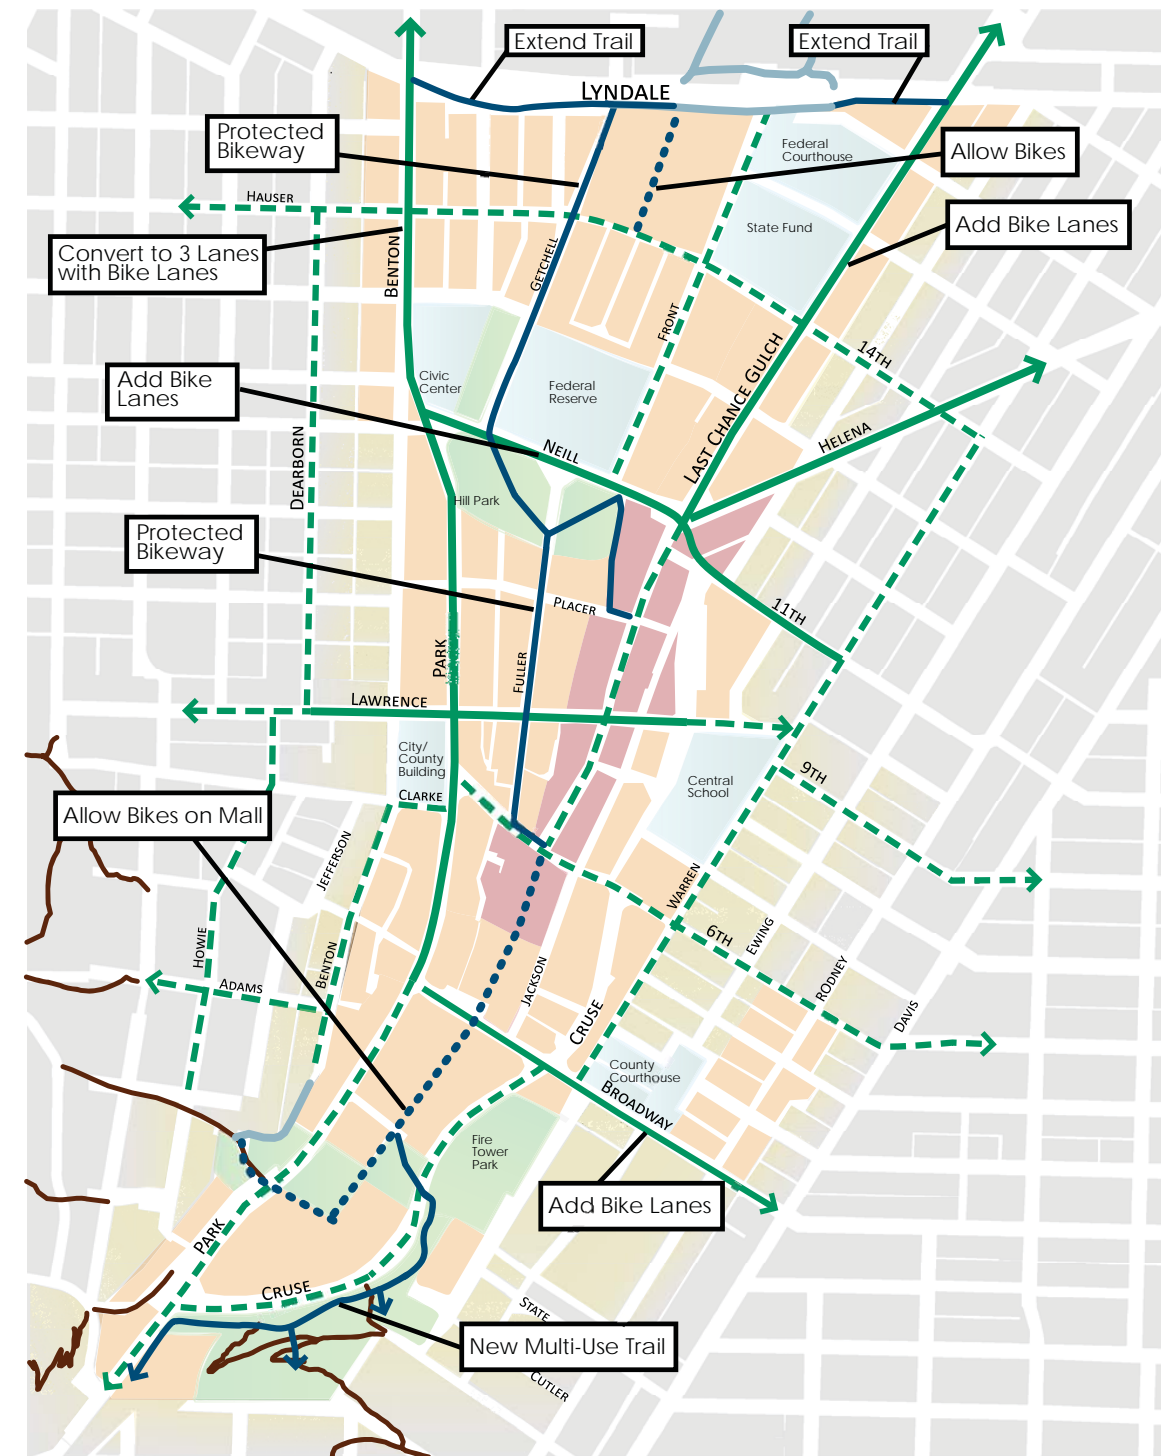 Extend Trail
Extend Trail
LYNDALE
Protected
Bikeway
Federal
Courthouse
Allow Bikes
HAUSER
Add Bike Lanes
State Fund
Convert to 3 Lanes
with Bike Lanes
BENTON
GETCHELL
FRONT
14TH
LAST CHANCE GULCH
Add Bike
Lanes
Civic
Center
Federal
Reserve
HELENA
NEILL
DEARBORN
Hill Park
Protected
Bikeway
PLACER
11TH
PARK
FULLER
LAWRENCE
City/
County
Building
Central
School
9TH
CLARKE
Allow Bikes on Mall
JEFFERSON
WARREN
6TH
EWING
HOWIE
BENTON
RODNEY
ADAMS
JACKSON
CRUSE
DAVIS
County
Courthouse
BROADWAY
Fire
Tower
Park
Add Bike Lanes
PARK
CRUSE
STATE
New Multi-Use Trail
CUTLER